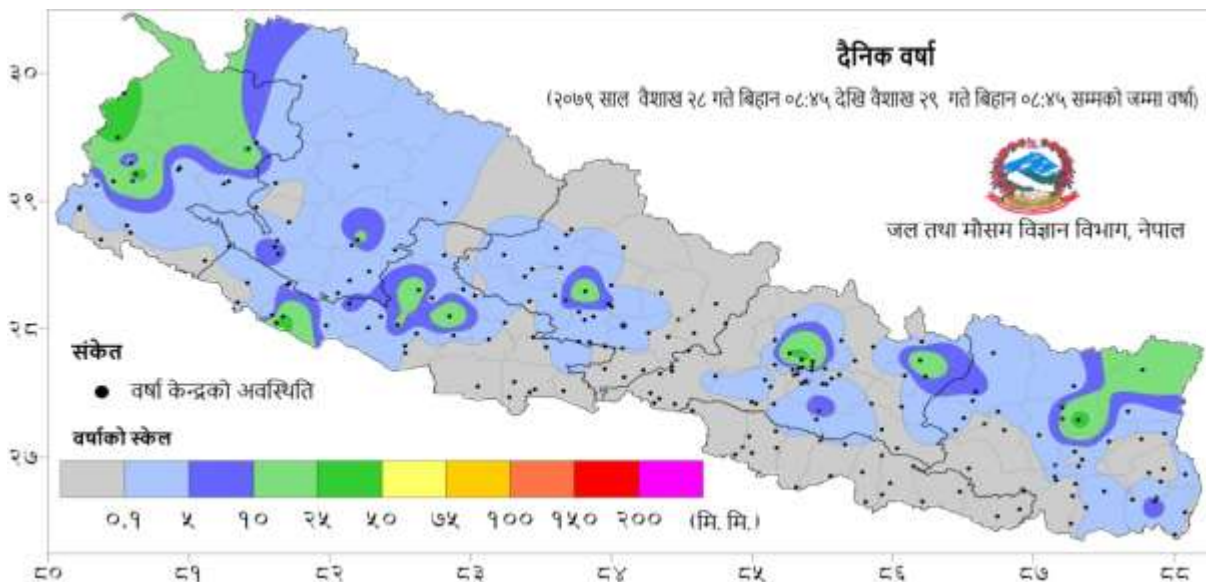 दैनिक वर्षा
(२०७९ साल वैशाख २८ गते बिहान ०८:४५ देखि वैशाख २९ गते बिहान ०८:४५ सम्मको जम्मा वर्षा)
जल तथा मौसम विज्ञान विभाग, नेपाल
३०
२९
२८
२७
संकेत
वर्षा केन्द्रको अवस्थिति
वर्षाको स्केल
०.१ ५ १० २५ ५० ७५ १०० १५० २०० (मि. मि.)
८० ८१ ८२ ८३ ८४ ८५ ८६ ८७ ८८